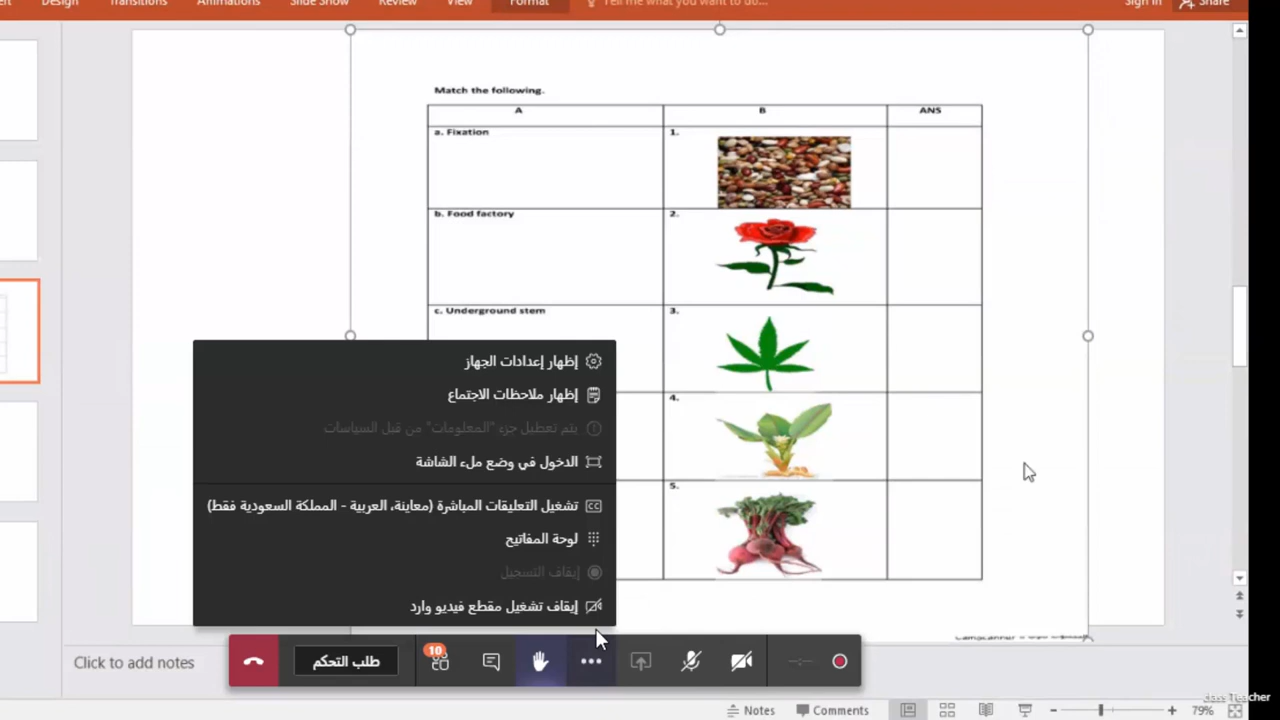 Design Transitions Animations Slide Show Review View Format Tell me what you want to do... Sign in Share
Match the following.
A B ANS
a. Fixation 1.
b. Food factory 2.
c. Underground stem 3.
4.
5.
إظهار إعدادات الجهاز
إظهار ملاحظات الاجتماع
يتم تعطيل جزء "المعلومات" من قبل السياسات
الدخول في وضع ملء الشاشة
تشغيل التعليقات المباشرة (معاينة، العربية - المملكة السعودية فقط)
لوحة المفاتيح
إيقاف التسجيل
إيقاف تشغيل مقطع فيديو وارد
طلب التحكم
10
Click to add notes
class Teacher
Notes Comments 79%